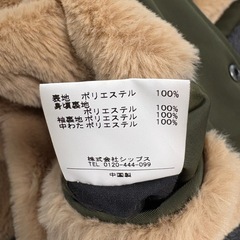 表地 ポリエステル 100%
身頃裏地
ポリエステル 100%
袖裏地 ポリエステル 100%
中わた ポリエステル 100%
株式会社シップス
TEL 0120-444-099
中国製